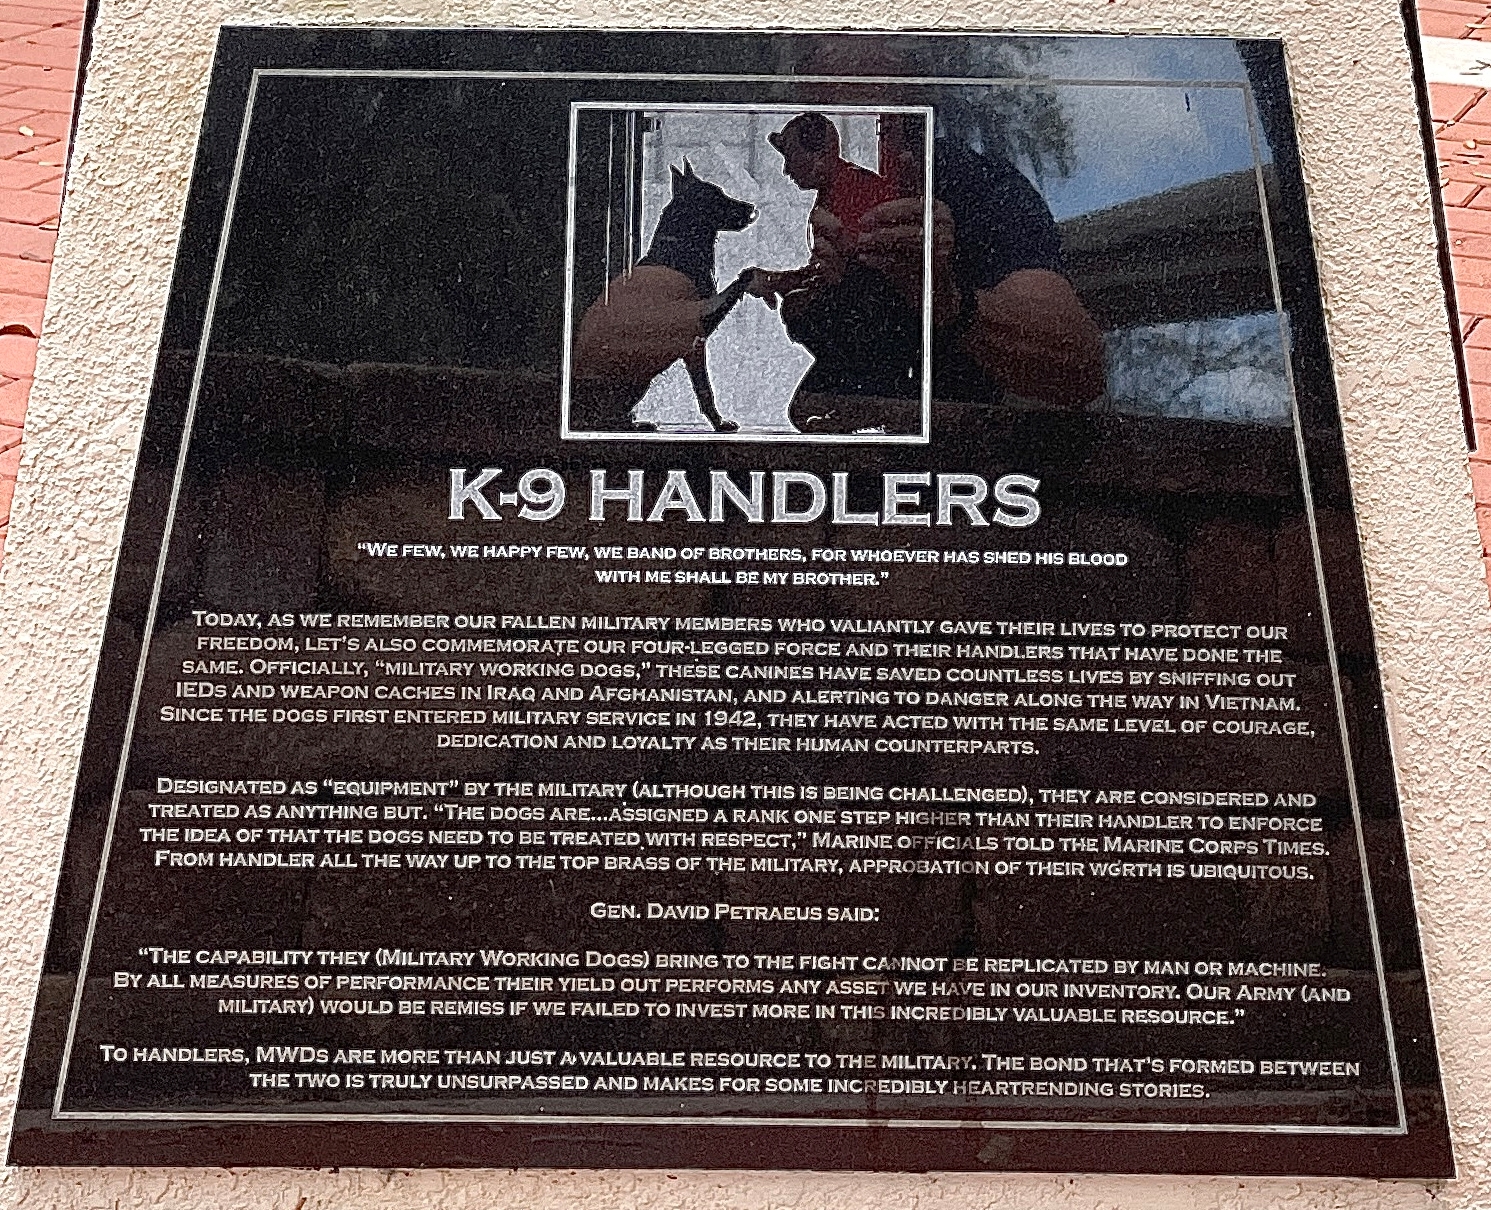 K-9 HANDLERS
“WE FEW, WE HAPPY FEW, WE BAND OF BROTHERS, FOR WHOEVER HAS SHED HIS BLOOD
WITH ME SHALL BE MY BROTHER.”
TODAY, AS WE REMEMBER OUR FALLEN MILITARY MEMBERS WHO VALIANTLY GAVE THEIR LIVES TO PROTECT OUR
FREEDOM, LET'S ALSO COMMEMORATE OUR FOUR-LEGGED FORCE AND THEIR HANDLERS THAT HAVE DONE THE
SAME. OFFICIALLY, “MILITARY WORKING DOGS,” THESE CANINES HAVE SAVED COUNTLESS LIVES BY SNIFFING OUT
IEDS AND WEAPON CACHES IN IRAQ AND AFGHANISTAN, AND ALERTING TO DANGER ALONG THE WAY IN VIETNAM.
SINCE THE DOGS FIRST ENTERED MILITARY SERVICE IN 1942, THEY HAVE ACTED WITH THE SAME LEVEL OF COURAGE,
DEDICATION AND LOYALTY AS THEIR HUMAN COUNTERPARTS.
DESIGNATED AS “EQUIPMENT” BY THE MILITARY (ALTHOUGH THIS IS BEING CHALLENGED), THEY ARE CONSIDERED AND
TREATED AS ANYTHING BUT. “THE DOGS ARE...ASSIGNED A RANK ONE STEP HIGHER THAN THEIR HANDLER TO ENFORCE
THE IDEA OF THAT THE DOGS NEED TO BE TREATED WITH RESPECT,” MARINE OFFICIALS TOLD THE MARINE CORPS TIMES.
FROM HANDLER ALL THE WAY UP TO THE TOP BRASS OF THE MILITARY, APPROBATION OF THEIR WORTH IS UBIQUITOUS.
GEN. DAVID PETRAEUS SAID:
“THE CAPABILITY THEY (MILITARY WORKING DOGS) BRING TO THE FIGHT CANNOT BE REPLICATED BY MAN OR MACHINE.
BY ALL MEASURES OF PERFORMANCE THEIR YIELD OUT PERFORMS ANY ASSET WE HAVE IN OUR INVENTORY. OUR ARMY (AND
MILITARY) WOULD BE REMISS IF WE FAILED TO INVEST MORE IN THIS INCREDIBLY VALUABLE RESOURCE.”
TO HANDLERS, MWDS ARE MORE THAN JUST A VALUABLE RESOURCE TO THE MILITARY. THE BOND THAT'S FORMED BETWEEN
THE TWO IS TRULY UNSURPASSED AND MAKES FOR SOME INCREDIBLY HEARTRENDING STORIES.